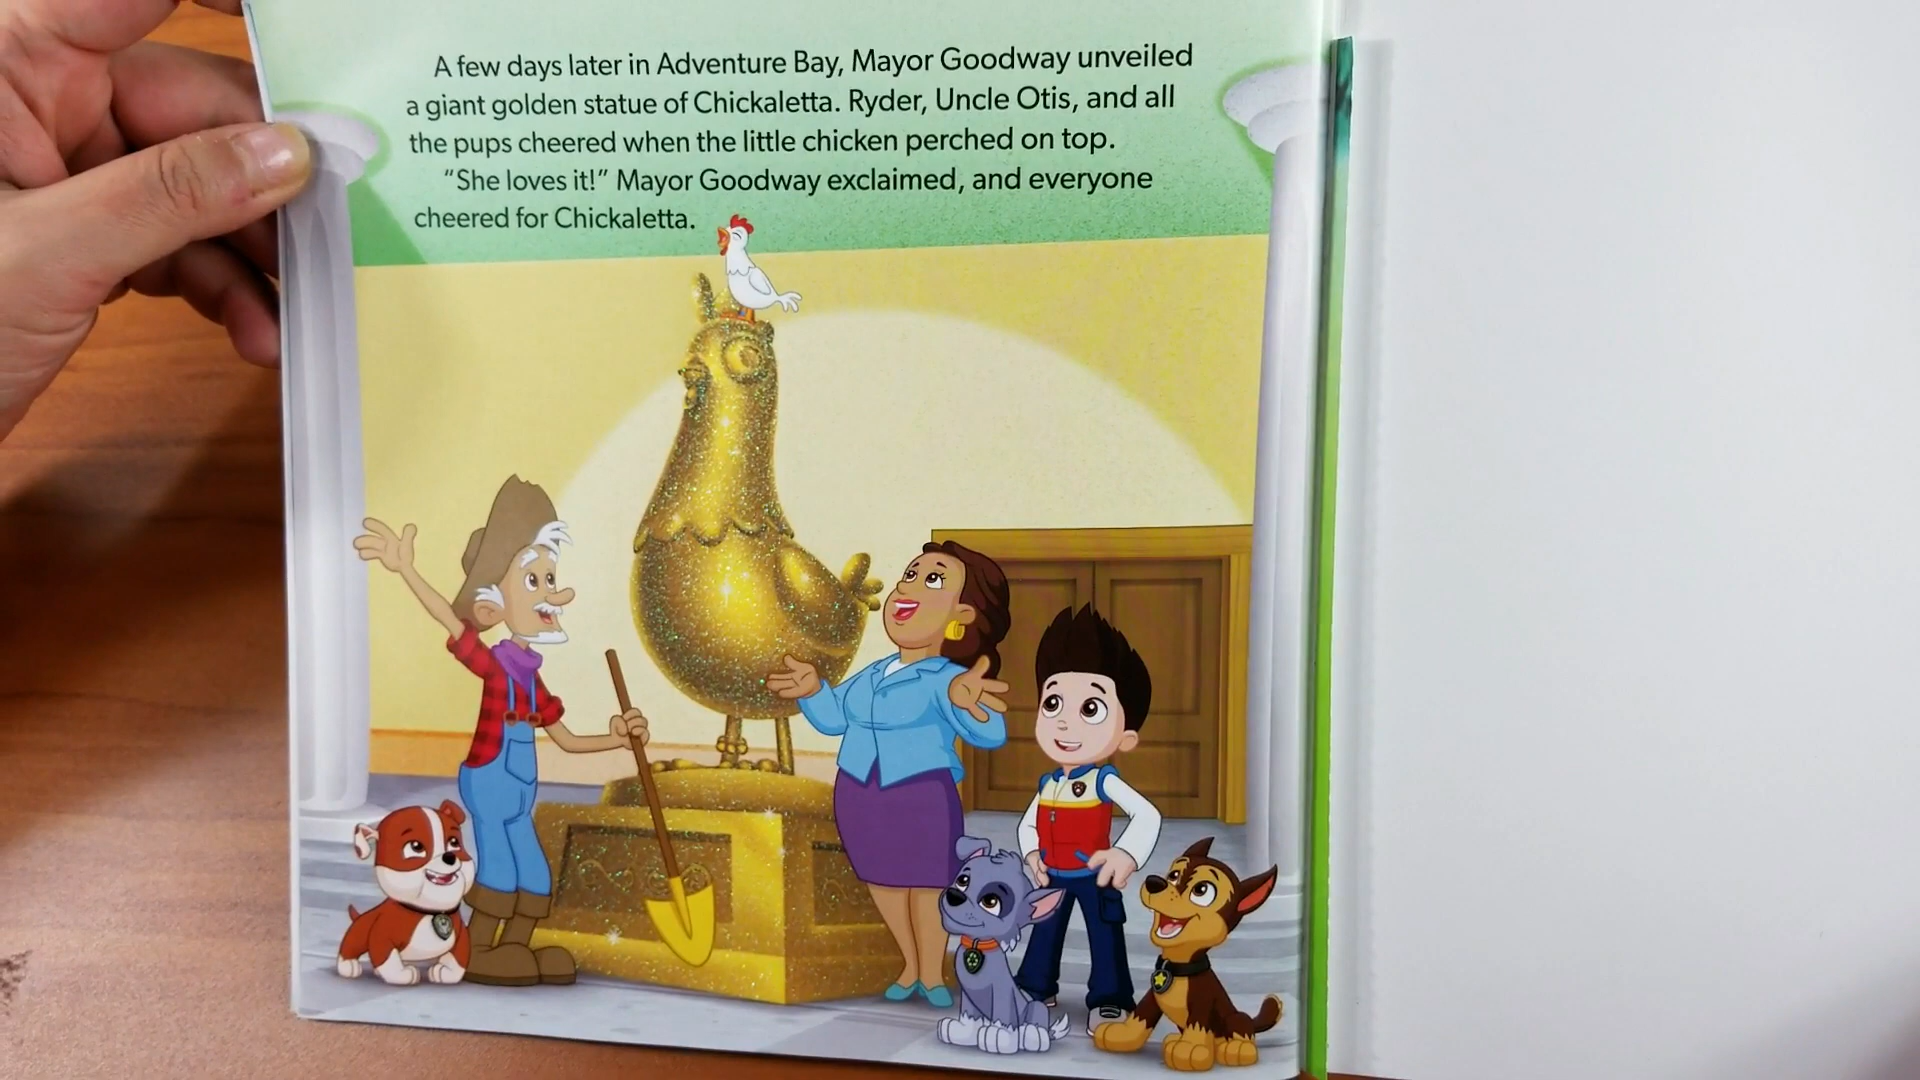 A few days later in Adventure Bay, Mayor Goodway unveiled
a giant golden statue of Chickaletta. Ryder, Uncle Otis, and all
the pups cheered when the little chicken perched on top.
“She loves it!” Mayor Goodway exclaimed, and everyone
cheered for Chickaletta.